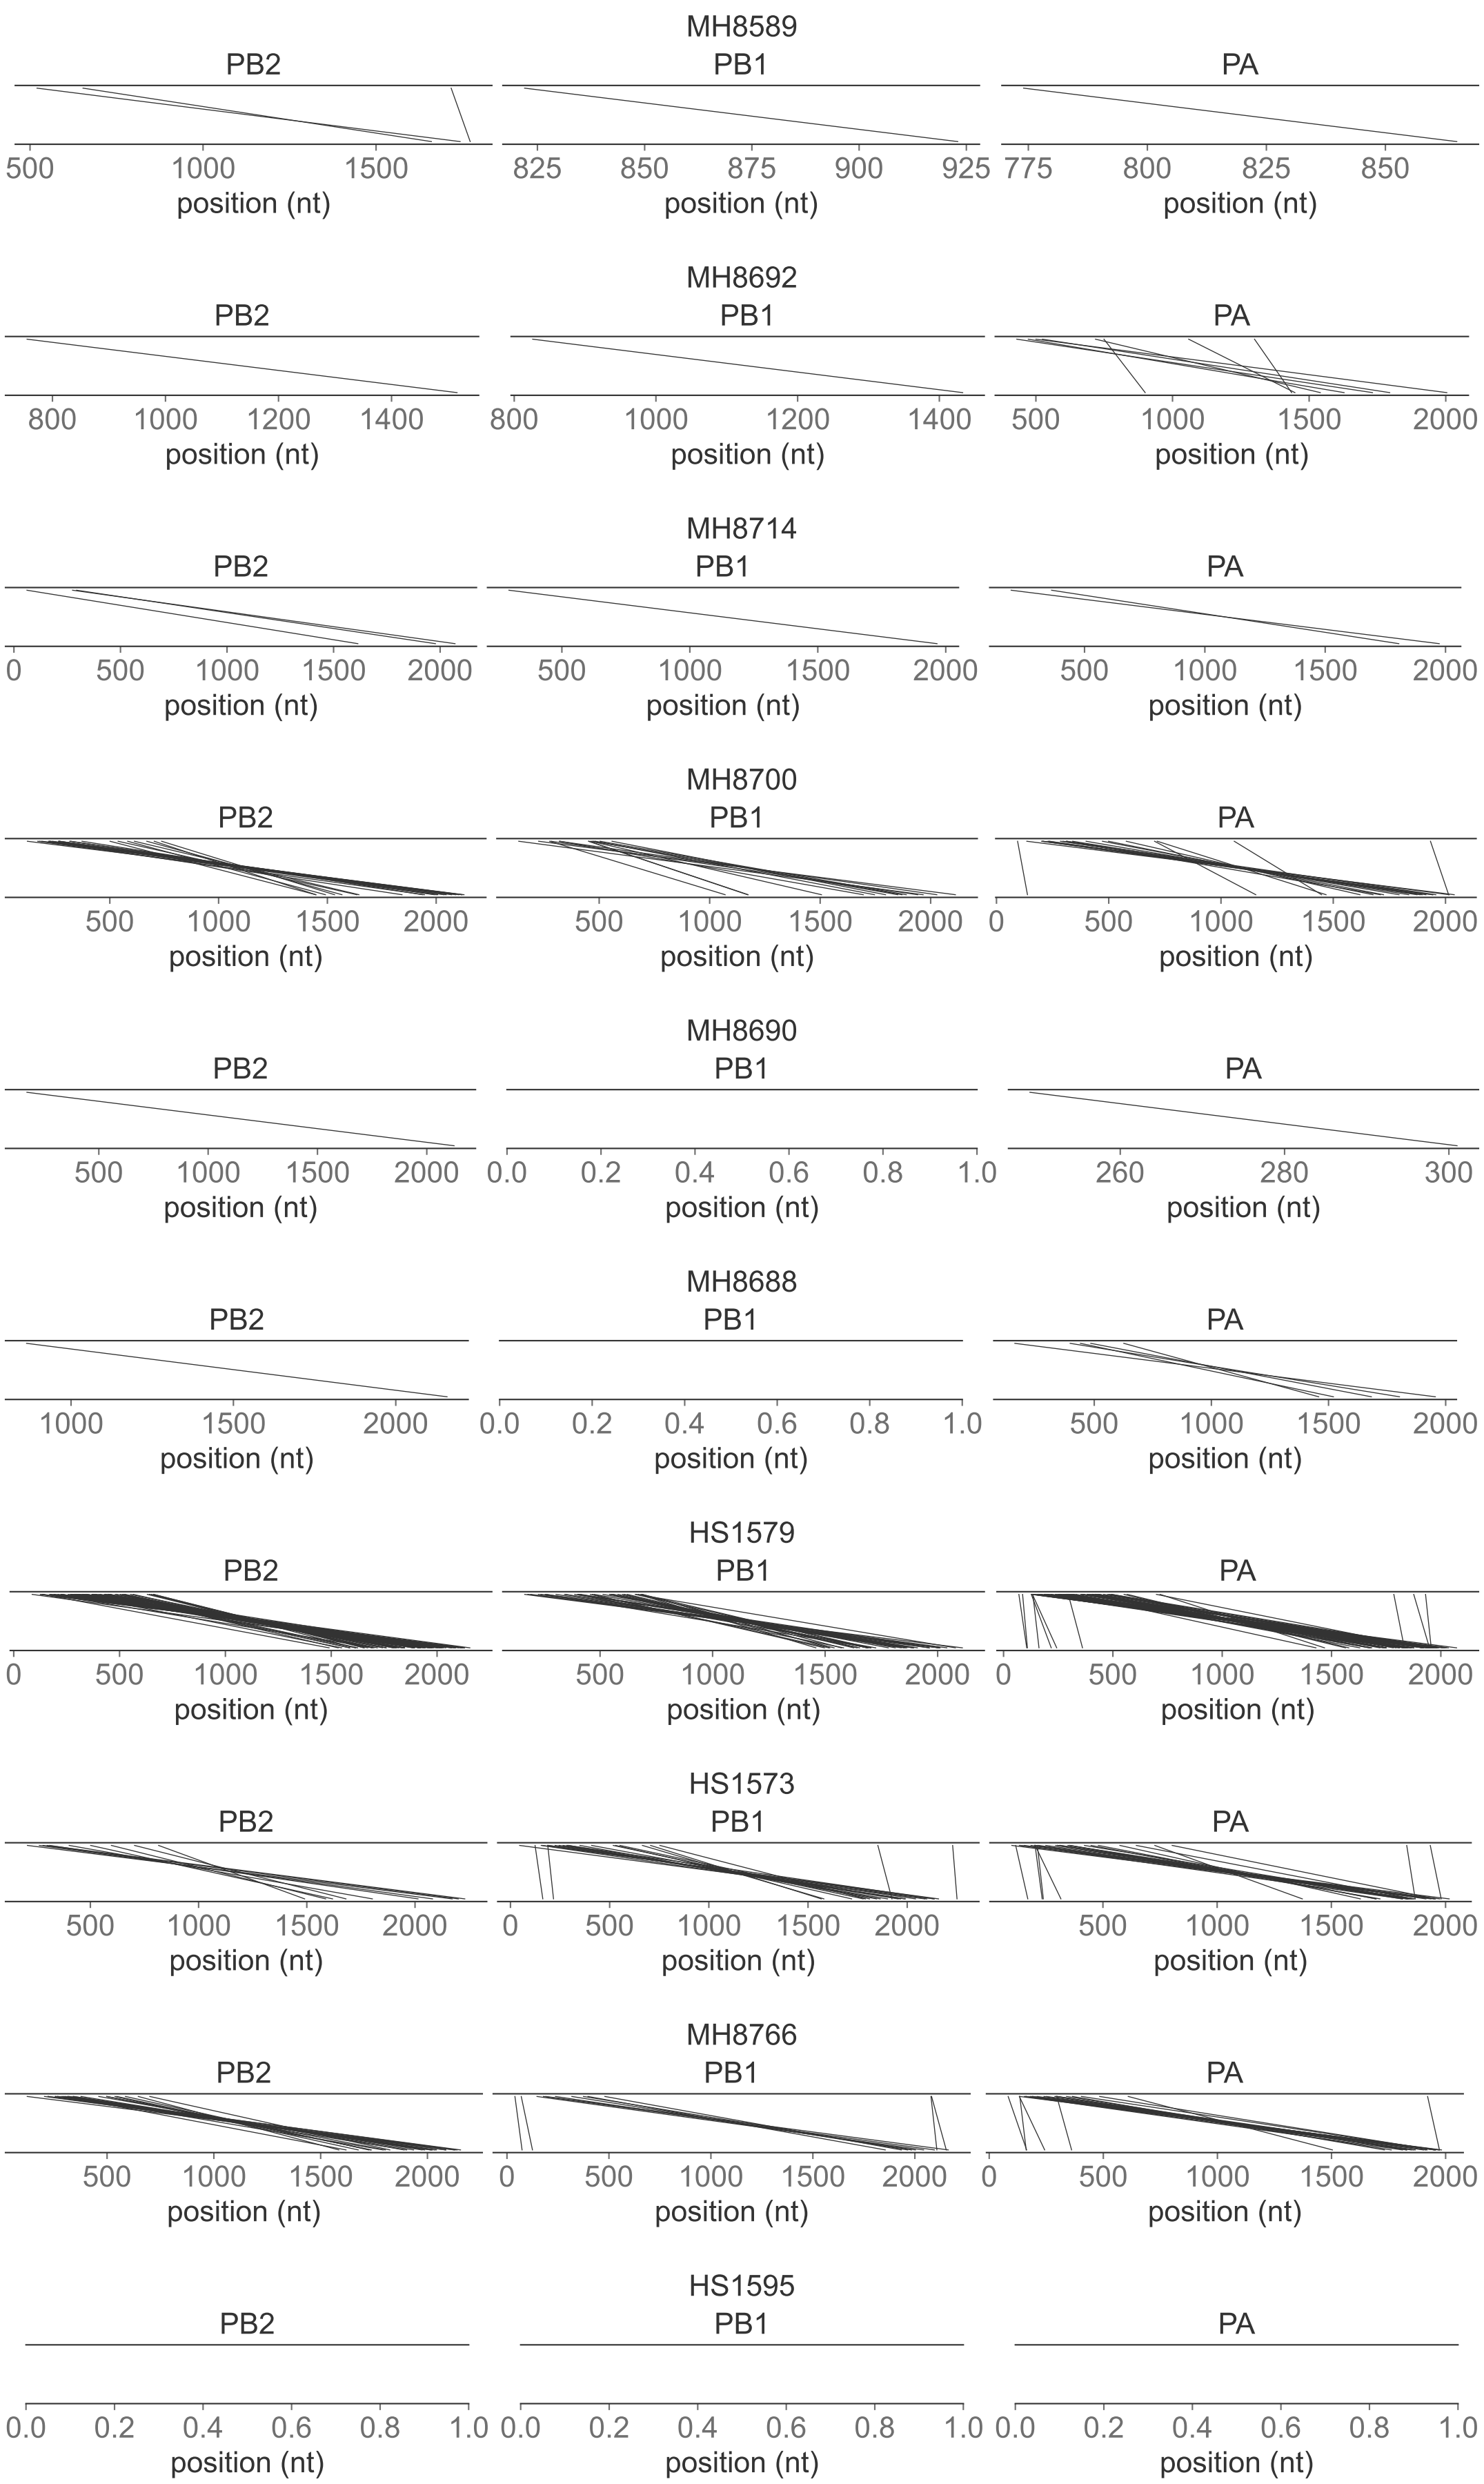 MH8589
PB2 PB1 PA
500 1000 1500 825 850 875 900 925 775 800 825 850
position (nt) position (nt) position (nt)
MH8692
PB2 PB1 PA
800 1000 1200 1400 800 1000 1200 1400 500 1000 1500 2000
position (nt) position (nt) position (nt)
MH8714
PB2 PB1 PA
0 500 1000 1500 2000 500 1000 1500 2000 500 1000 1500 2000
position (nt) position (nt) position (nt)
MH8700
PB2 PB1 PA
500 1000 1500 2000 500 1000 1500 2000 0 500 1000 1500 2000
position (nt) position (nt) position (nt)
MH8690
PB2 PB1 PA
500 1000 1500 2000 0.0 0.2 0.4 0.6 0.8 1.0 260 280 300
position (nt) position (nt) position (nt)
MH8688
PB2 PB1 PA
1000 1500 2000 0.0 0.2 0.4 0.6 0.8 1.0 500 1000 1500 2000
position (nt) position (nt) position (nt)
HS1579
PB2 PB1 PA
0 500 1000 1500 2000 500 1000 1500 2000 0 500 1000 1500 2000
position (nt) position (nt) position (nt)
HS1573
PB2 PB1 PA
500 1000 1500 2000 0 500 1000 1500 2000 500 1000 1500 2000
position (nt) position (nt) position (nt)
MH8766
PB2 PB1 PA
500 1000 1500 2000 0 500 1000 1500 2000 0 500 1000 1500 2000
position (nt) position (nt) position (nt)
HS1595
PB2 PB1 PA
0.0 0.2 0.4 0.6 0.8 1.0 0.0 0.2 0.4 0.6 0.8 1.0 0.0 0.2 0.4 0.6 0.8 1.0
position (nt) position (nt) position (nt)